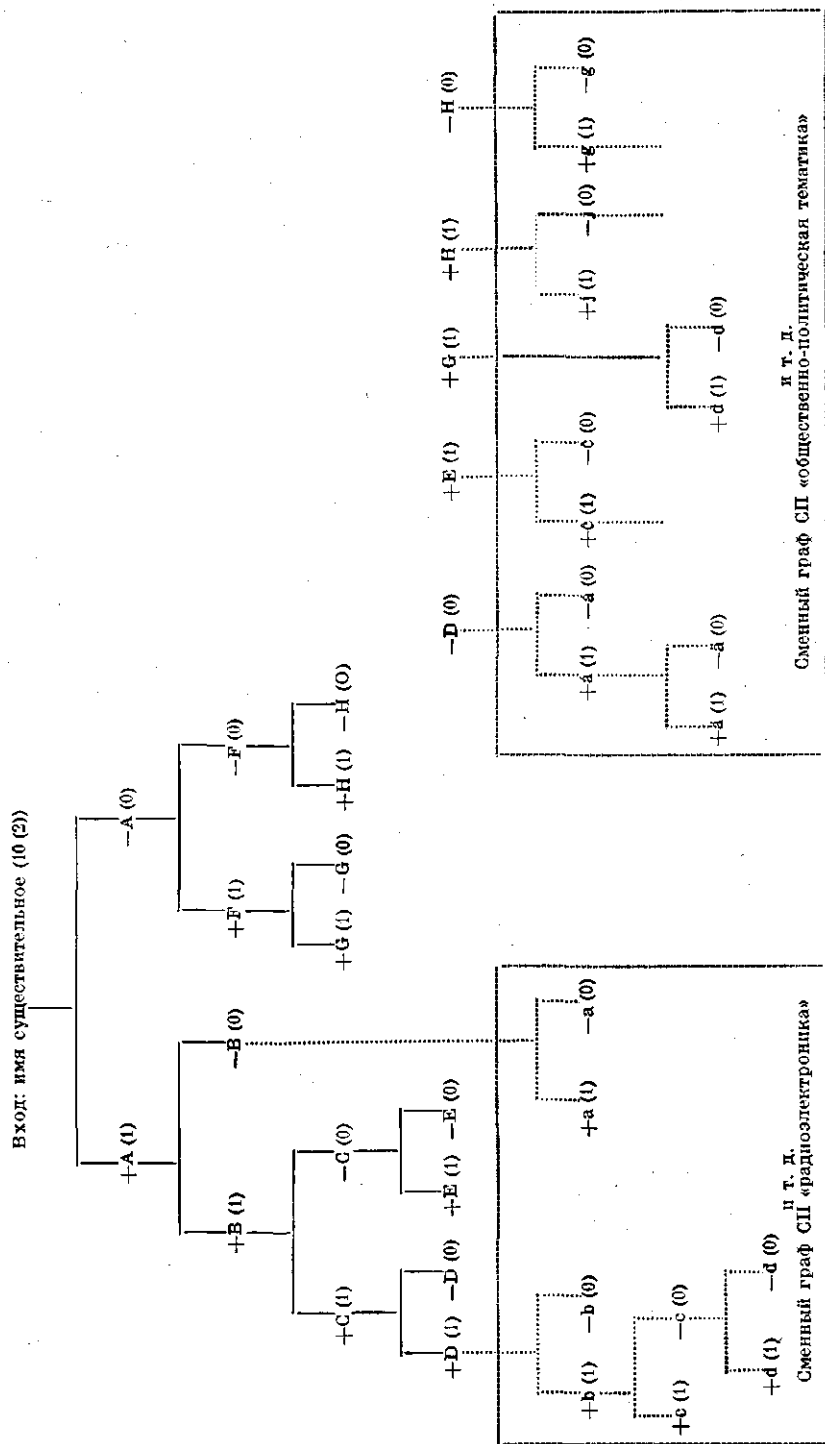 Вход: имя существительное (10 (2))
+A (1) −A (0)
+B (1) −B (0) +F (1) −F (0)
+C (1) −C (0) +G (1) −G (0) +H (1) −H (O)
+D (1) −D (0) +E (1) −E (0)
+b (1) −b (0) +a (1) −a (0)
+c (1) −c (0)
+d (1) −d (0)
и т. д.
Сменный граф СП «радиоэлектроника»
−D (0) +E (1) +G (1) +H (1) −H (0)
+a (1) −a (0) +c (1) −c (0) +j (1) −j (0) +g (1) −g (0)
+a (1) −a (0) +d (1) −d (0)
и т. д.
Сменный граф СП «общественно-политическая тематика»